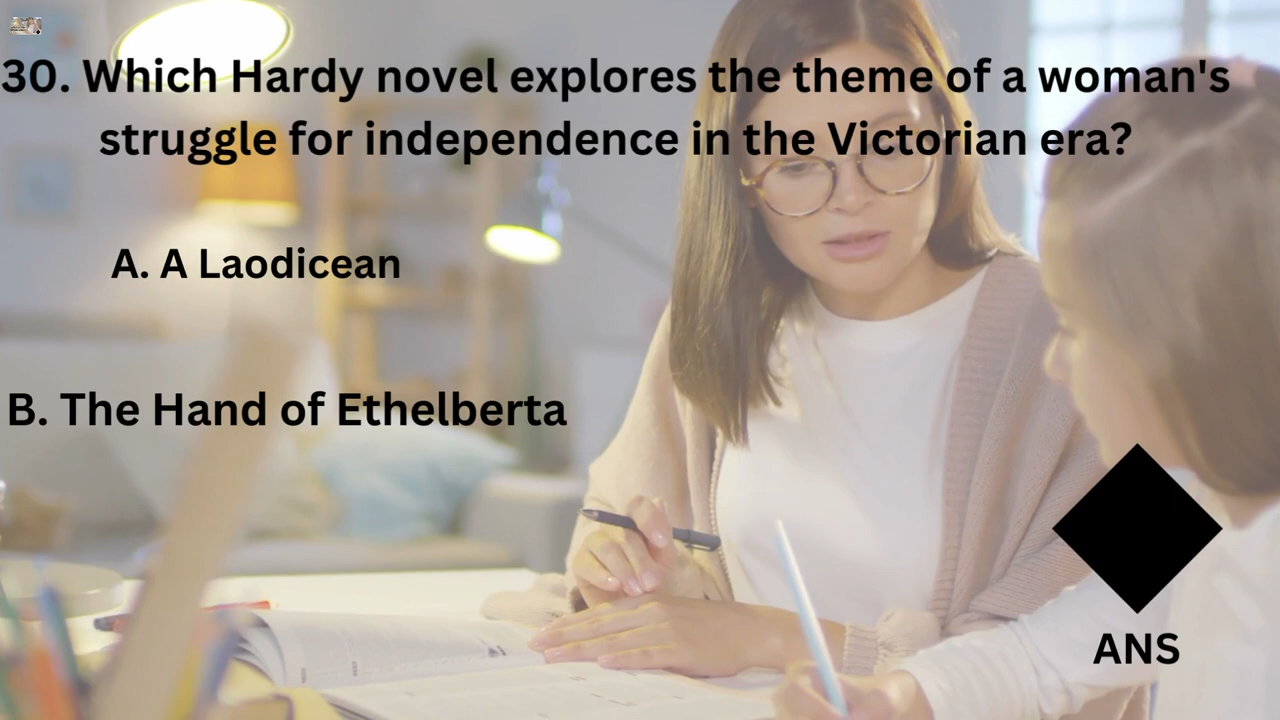 30. Which Hardy novel explores the theme of a woman's
struggle for independence in the Victorian era?
A. A Laodicean
B. The Hand of Ethelberta
ANS